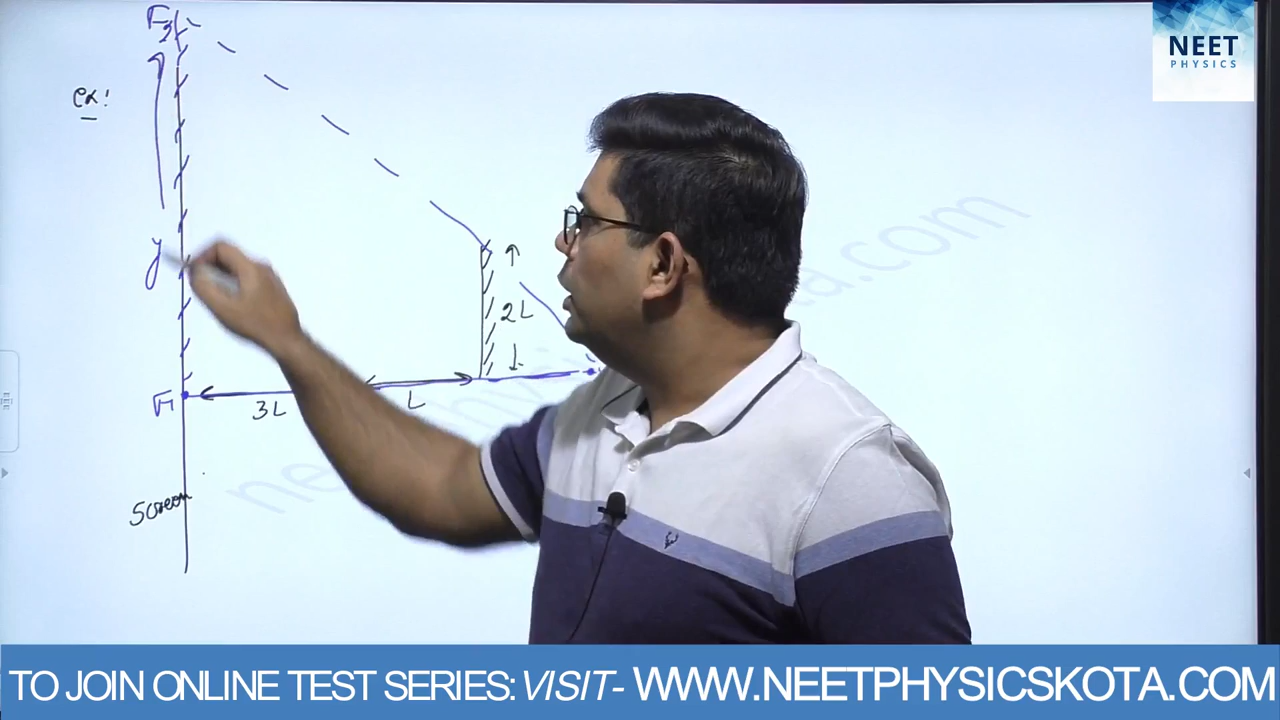 NEET
PHYSICS
ex:
y
2L
3L
L
Screen
TO JOIN ONLINE TEST SERIES: VISIT- WWW.NEETPHYSICSKOTA.COM